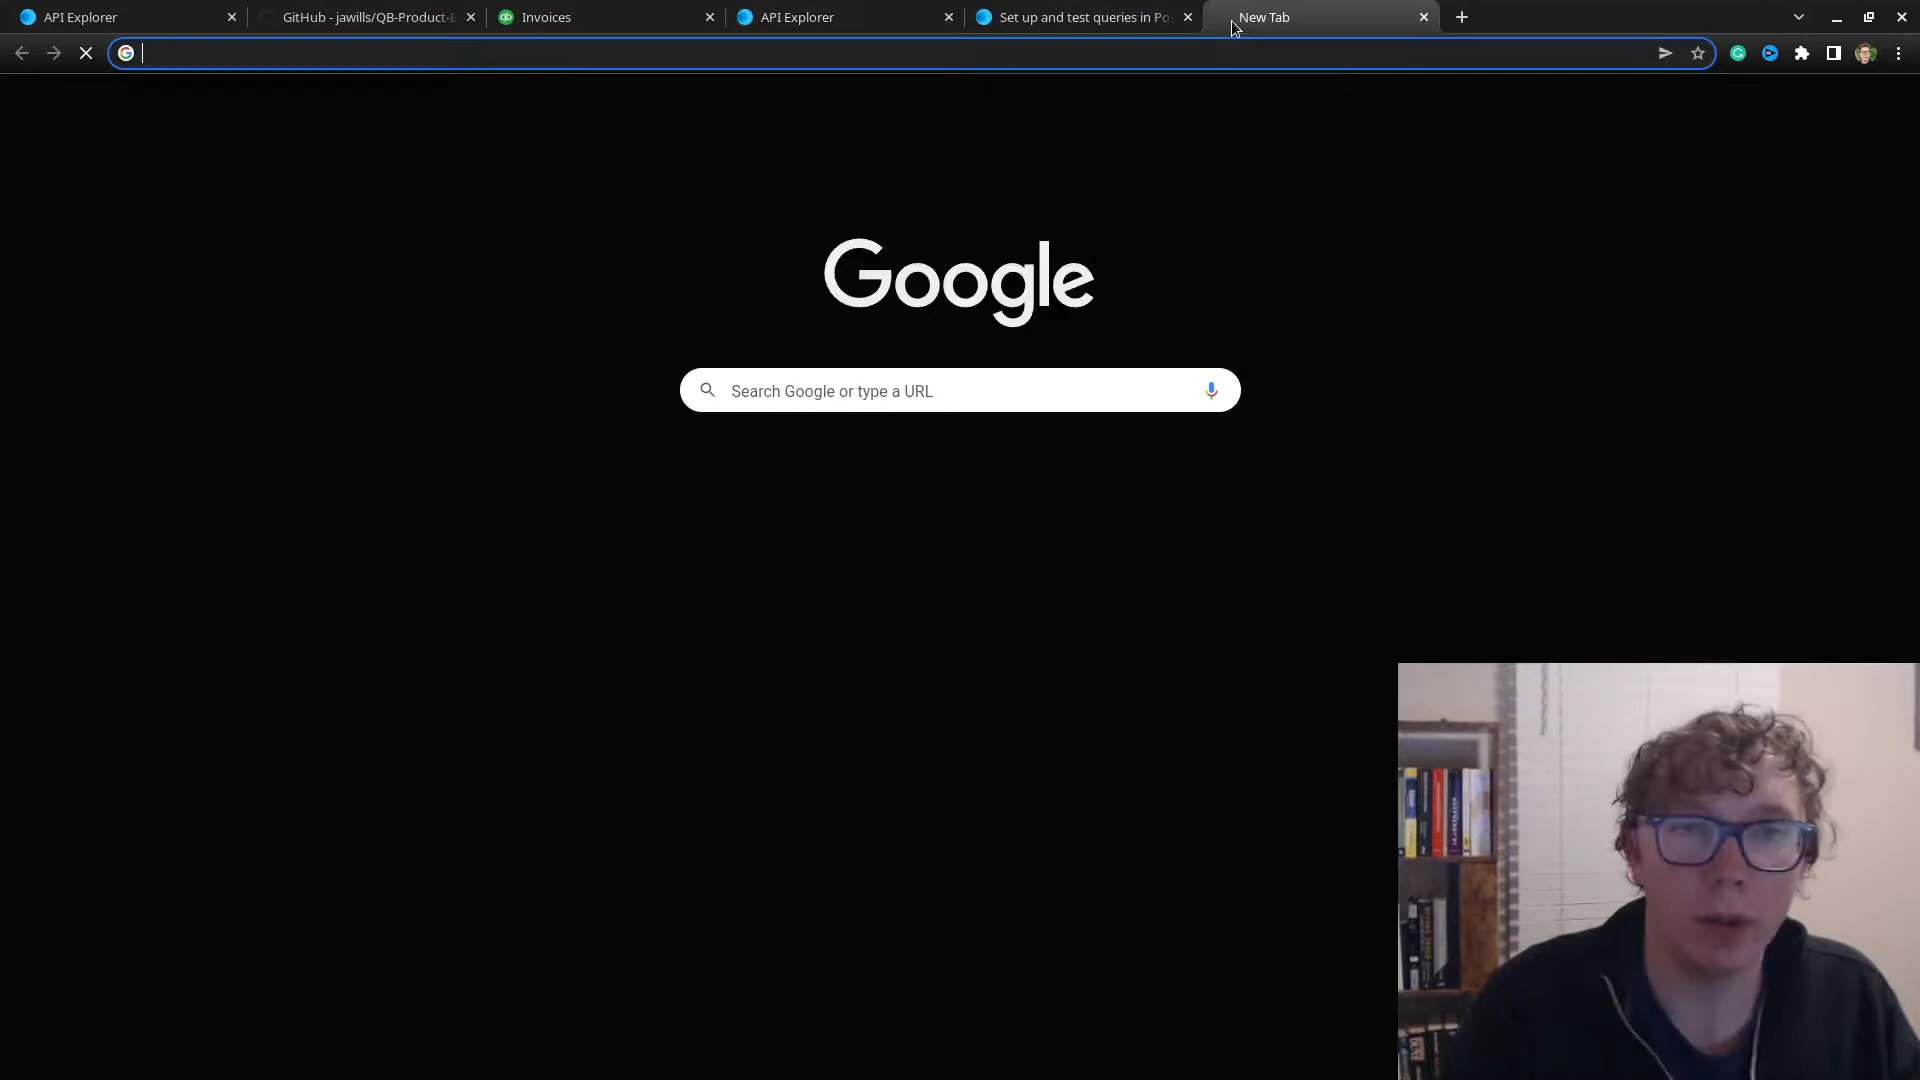 API Explorer
GitHub - jawills/QB-Product-E
Invoices
API Explorer
Set up and test queries in Po
New Tab
Google
Search Google or type a URL